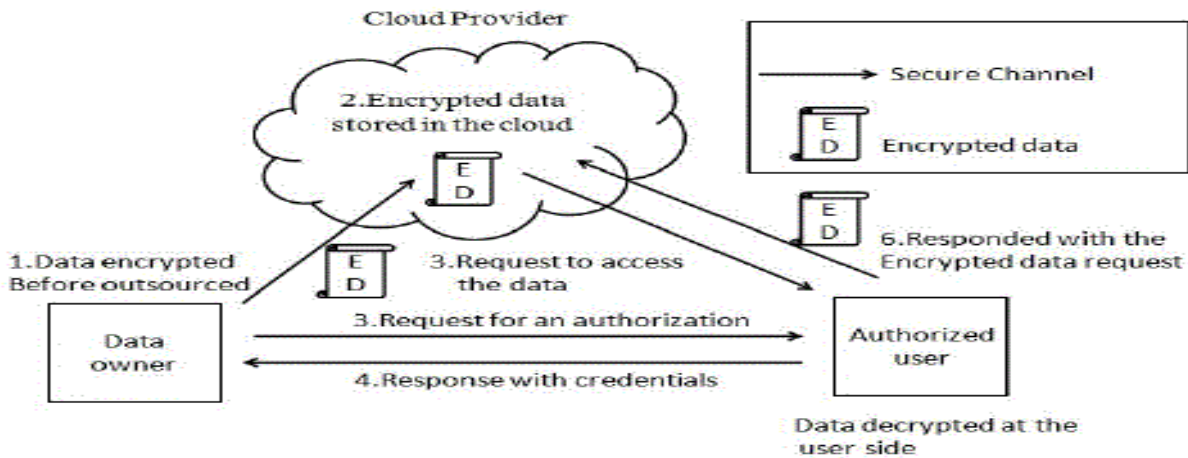 Cloud Provider
2.Encrypted data
stored in the cloud
E
D
Secure Channel
E
D
Encrypted data
1.Data encrypted
Before outsourced
E
D
3.Request to access
the data
E
D
6.Responded with the
Encrypted data request
Data
owner
3.Request for an authorization
4.Response with credentials
Authorized
user
Data decrypted at the
user side